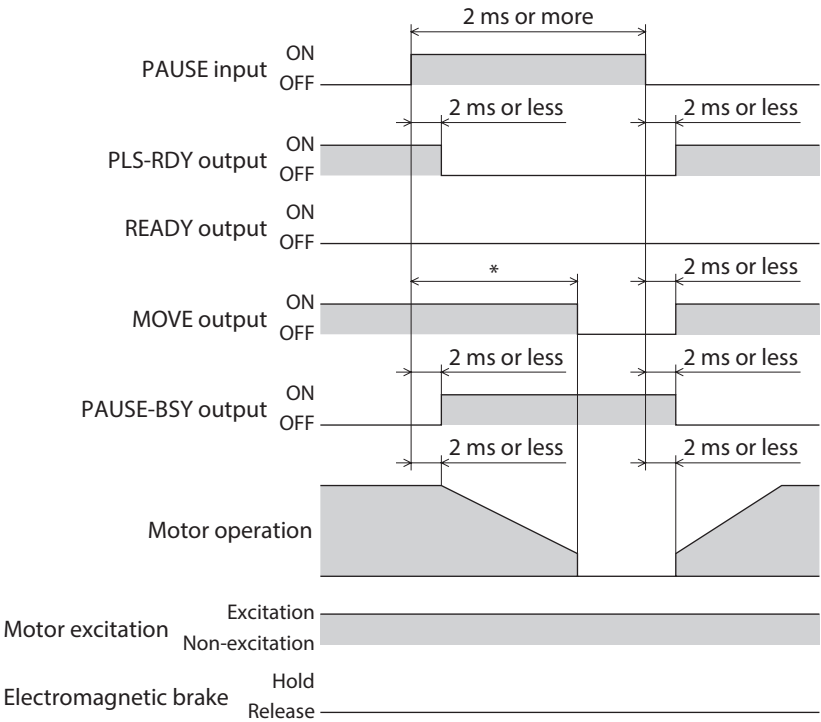 2 ms or more
PAUSE input
ON
OFF
2 ms or less
2 ms or less
PLS-RDY output
ON
OFF
READY output
ON
OFF
*
2 ms or less
MOVE output
ON
OFF
2 ms or less
2 ms or less
PAUSE-BSY output
ON
OFF
2 ms or less
2 ms or less
Motor operation
Motor excitation
Excitation
Non-excitation
Electromagnetic brake
Hold
Release